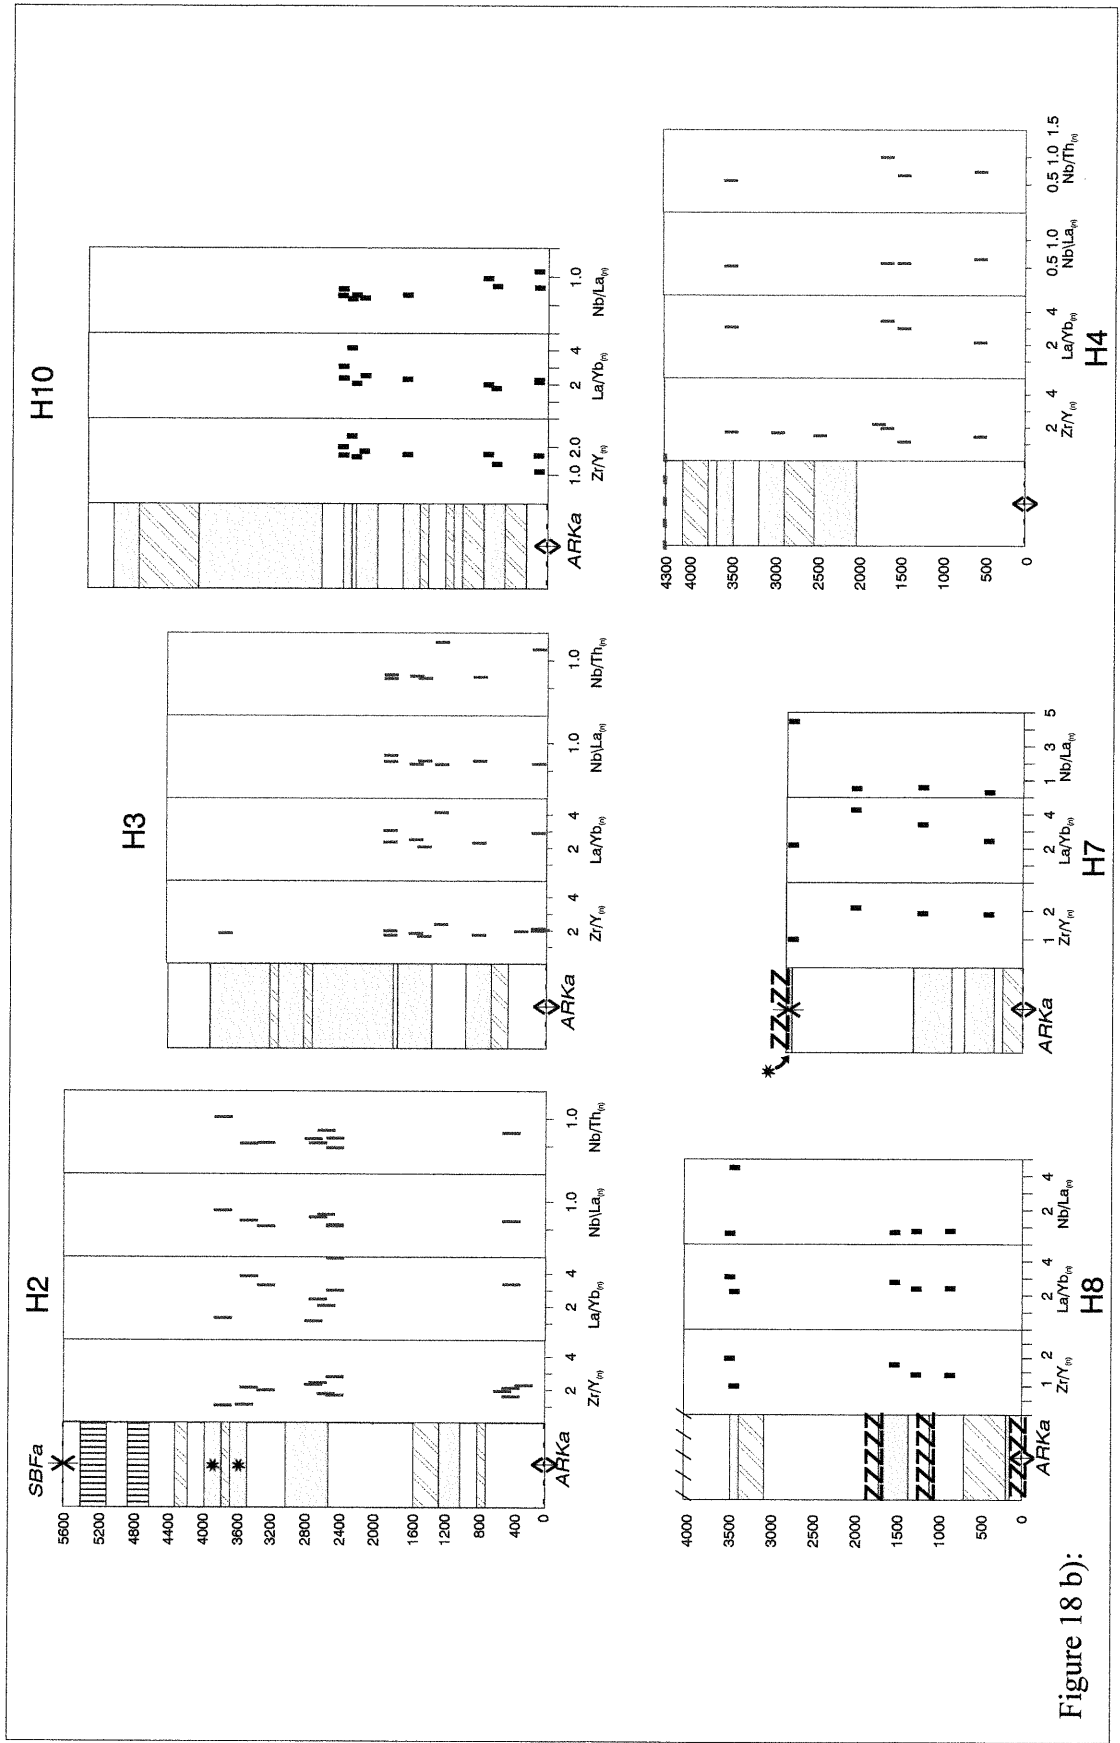 H2
SBFa
5600
5200
4800
4400
4000
3600
3200
2800
2400
2000
1600
1200
800
400
0
ARKa
2 4
Zr/Y(n)
2 4
La/Yb(n)
1.0
Nb\La(n)
1.0
Nb/Th(n)
H3
ARKa
2 4
Zr/Y(n)
2 4
La/Yb(n)
1.0
Nb\La(n)
1.0
Nb/Th(n)
H10
ARKa
1.0 2.0
Zr/Y(n)
2 4
La/Yb(n)
1.0
Nb/La(n)
H8
4000
3500
3000
2500
2000
1500
1000
500
0
ZZZZZ
ZZZZZ
ZZZZZ
ARKa
1 2
Zr/Y(n)
2 4
La/Yb(n)
2 4
Nb/La(n)
H7
ZZ ZZ
ARKa
1 2
Zr/Y(n)
2 4
La/Yb(n)
1 3 5
Nb/La(n)
H4
4300
4000
3500
3000
2500
2000
1500
1000
500
0
2 4
Zr/Y(n)
2 4
La/Yb(n)
0.5 1.0
Nb\La(n)
0.5 1.0 1.5
Nb/Th(n)
Figure 18 b):